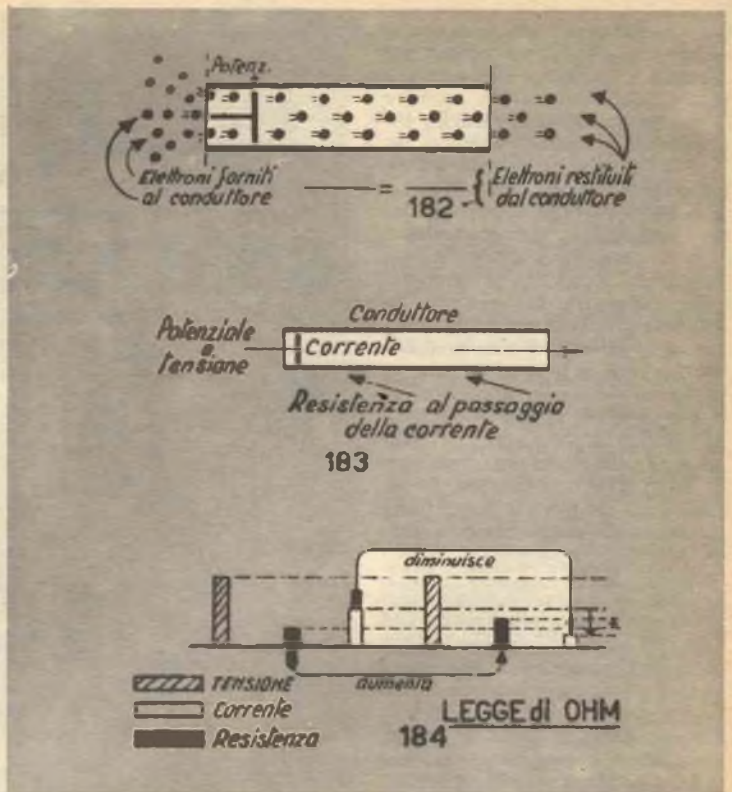 Potenz.
Elettroni forniti
al conduttore
=
182
Elettroni restituiti
dal conduttore
Conduttore
Potenziale
o
tensione
Corrente
Resistenza al passaggio
della corrente
183
diminuisce
aumenta
TENSIONE
Corrente
Resistenza
LEGGE di OHM
184